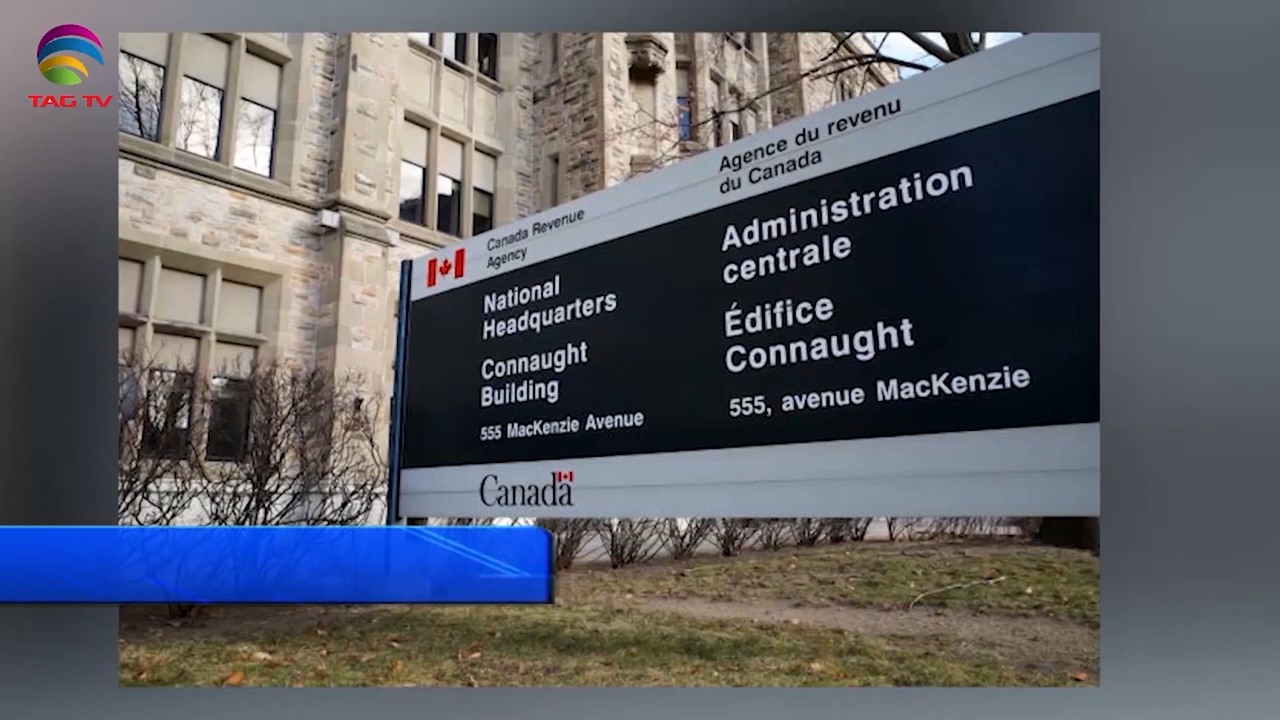 TAG TV
Canada Revenue
Agency
Agence du revenu
du Canada
National
Headquarters
Connaught
Building
555 MacKenzie Avenue
Administration
centrale
Édifice
Connaught
555, avenue MacKenzie
Canada